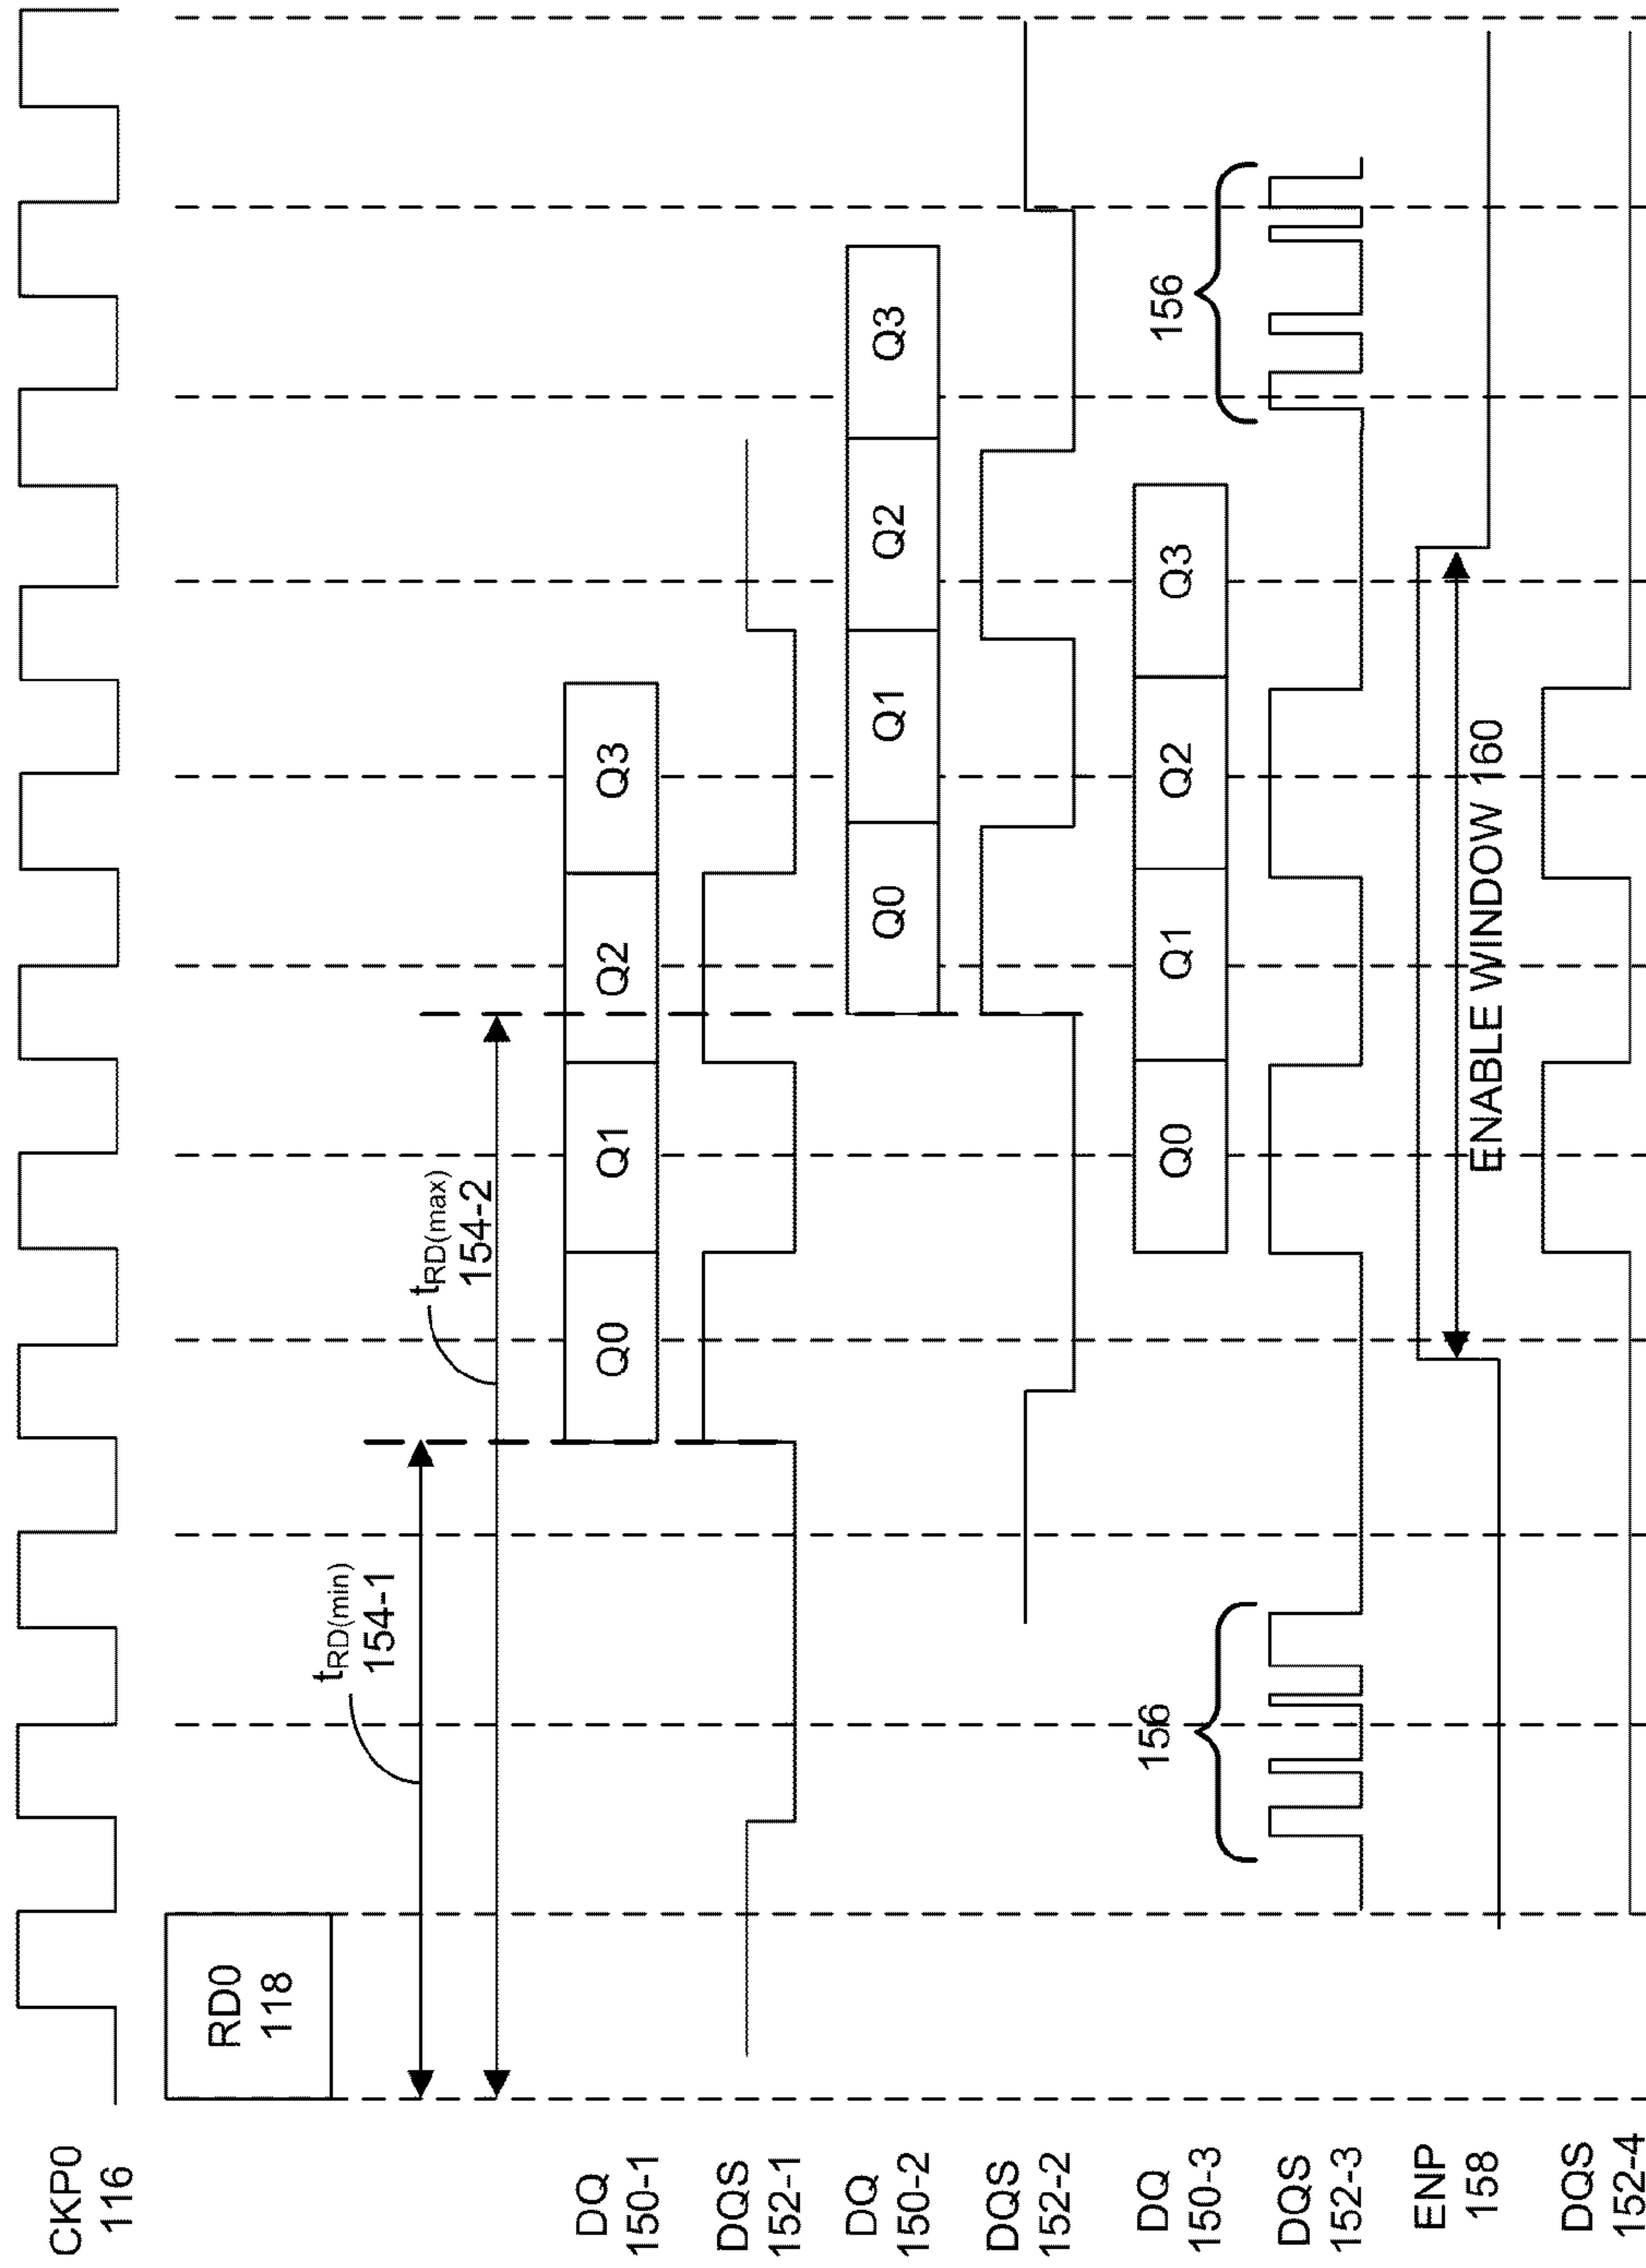 CKP0
116
RD0
118
tRD(min)
154-1
tRD(max)
154-2
DQ
150-1
Q0
Q1
Q2
Q3
DQS
152-1
DQ
150-2
Q0
Q1
Q2
Q3
DQS
152-2
DQ
150-3
Q0
Q1
Q2
Q3
156
156
DQS
152-3
ENP
158
ENABLE WINDOW 160
DQS
152-4